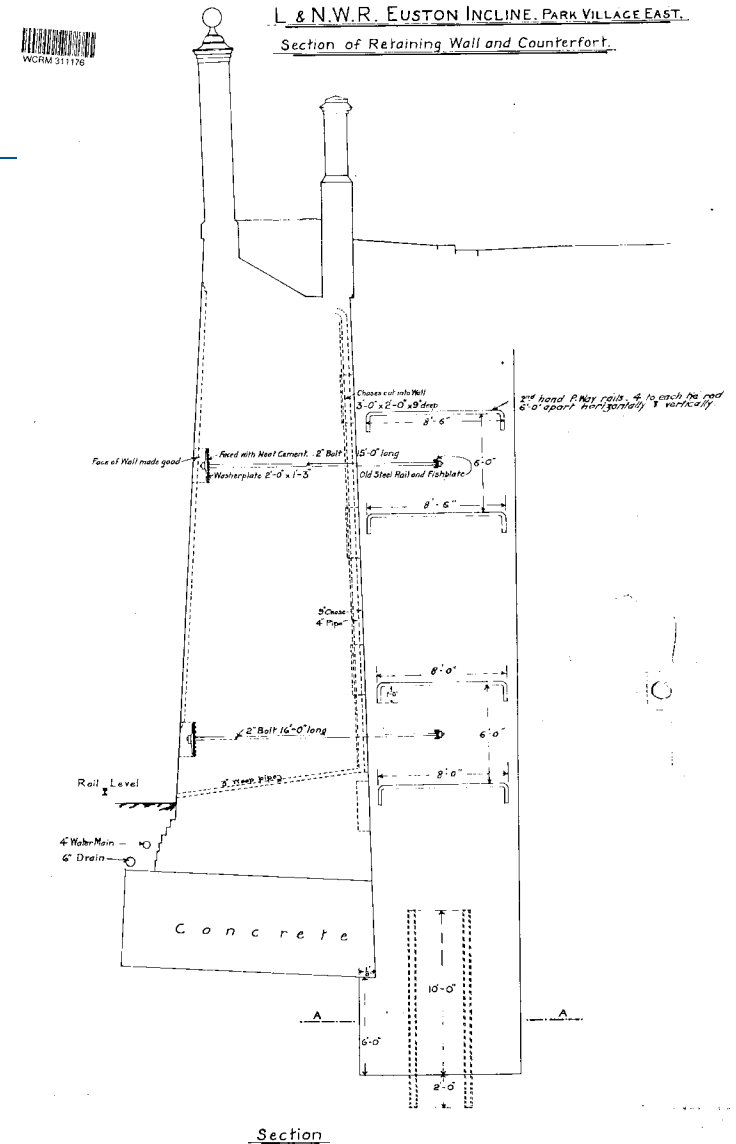 L & N.W.R. EUSTON INCLINE. PARK VILLAGE EAST.
Section of Retaining Wall and Counterfort.
WCRM 311176
Chases cut into Wall
3'-0" x 2'-0" x 9" deep
2nd hand P.Way rails. 4 to each tie rod
6'-0" apart horizontally & vertically
8'-6"
Face of Wall made good
Faced with Neat Cement
2" Bolt 15'-0" long
6'-0"
Washerplate 2'-0" x 1'-3"
Old Steel Rail and Fishplate
8'-6"
9" Chase
4" Pipe
8'-0"
2" Bolt 16'-0" long
6'-0"
8'-0"
Weep pipes
Rail Level
4" Water Main
6" Drain
Concrete
10'-0"
A
A
6'-0"
2'-0"
Section